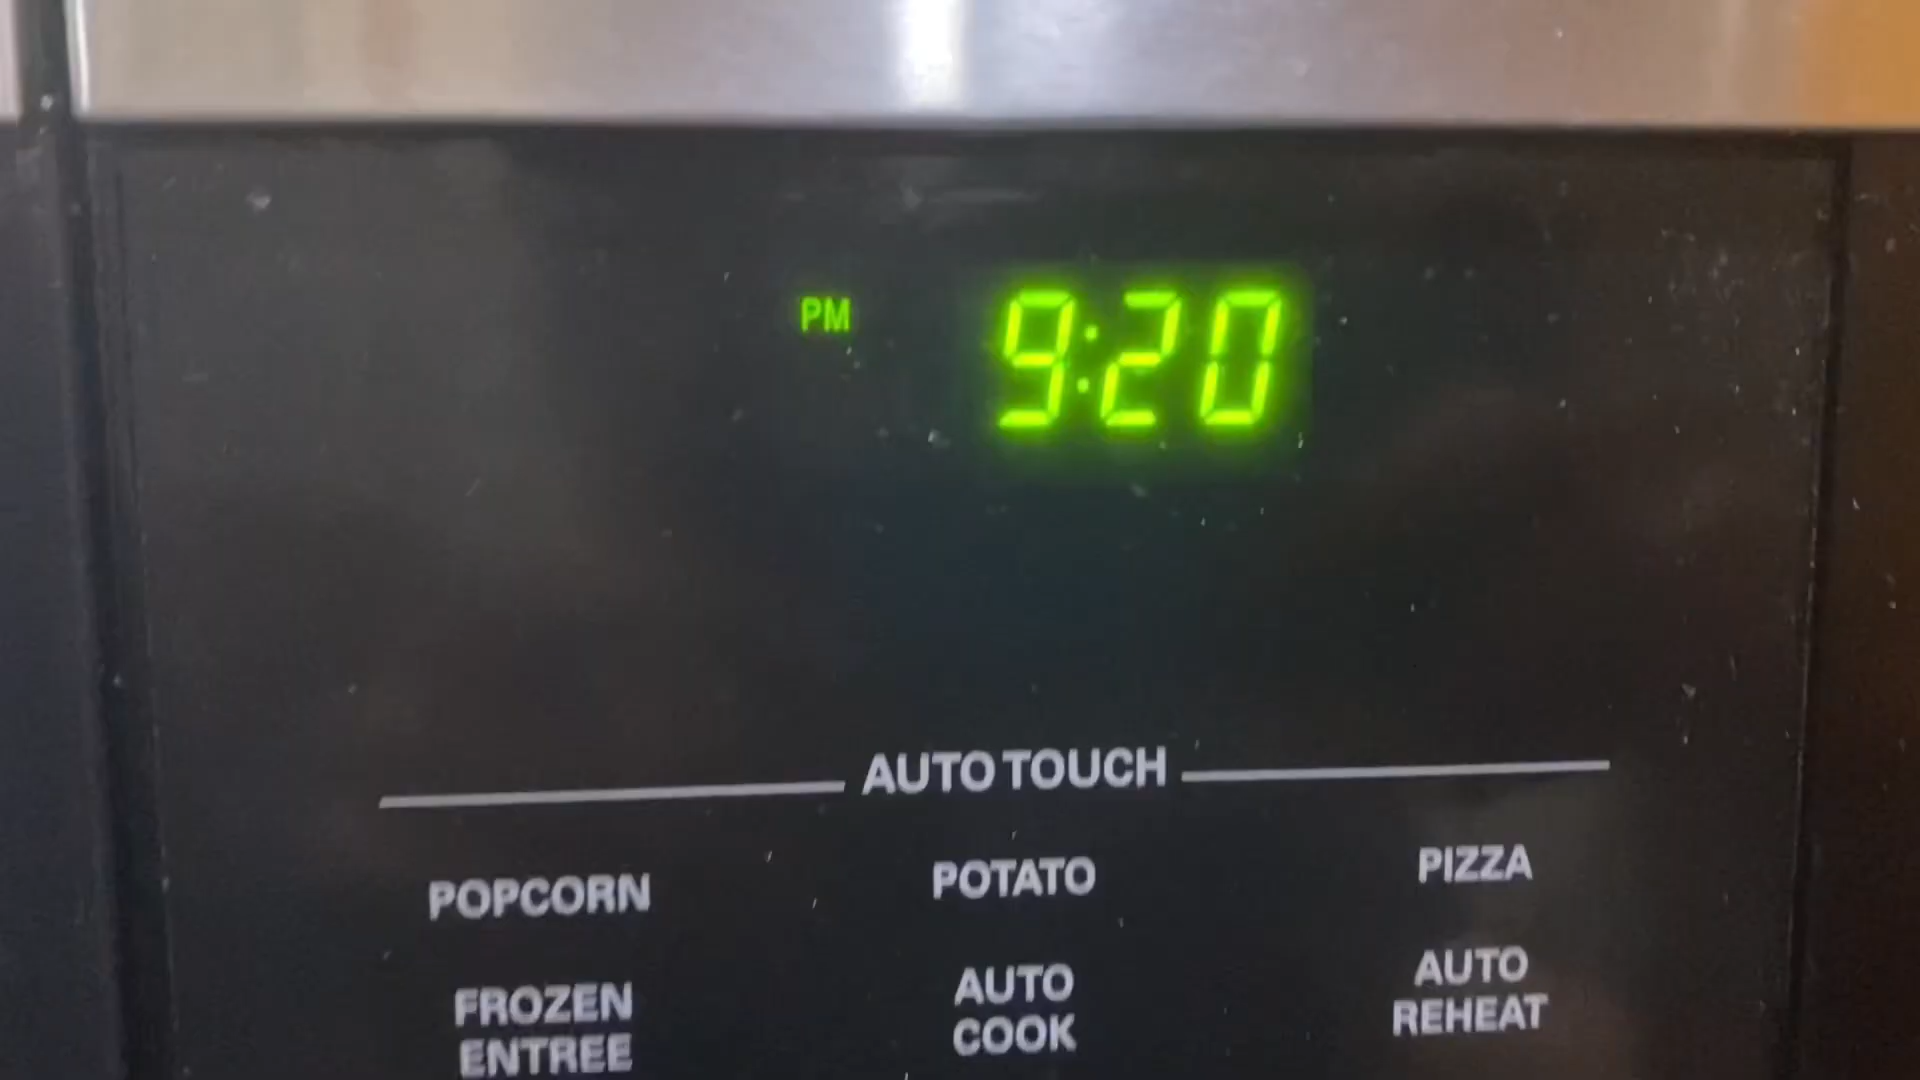 PM 9:20
AUTO TOUCH
POPCORN POTATO PIZZA
FROZEN ENTREE
AUTO COOK
AUTO REHEAT